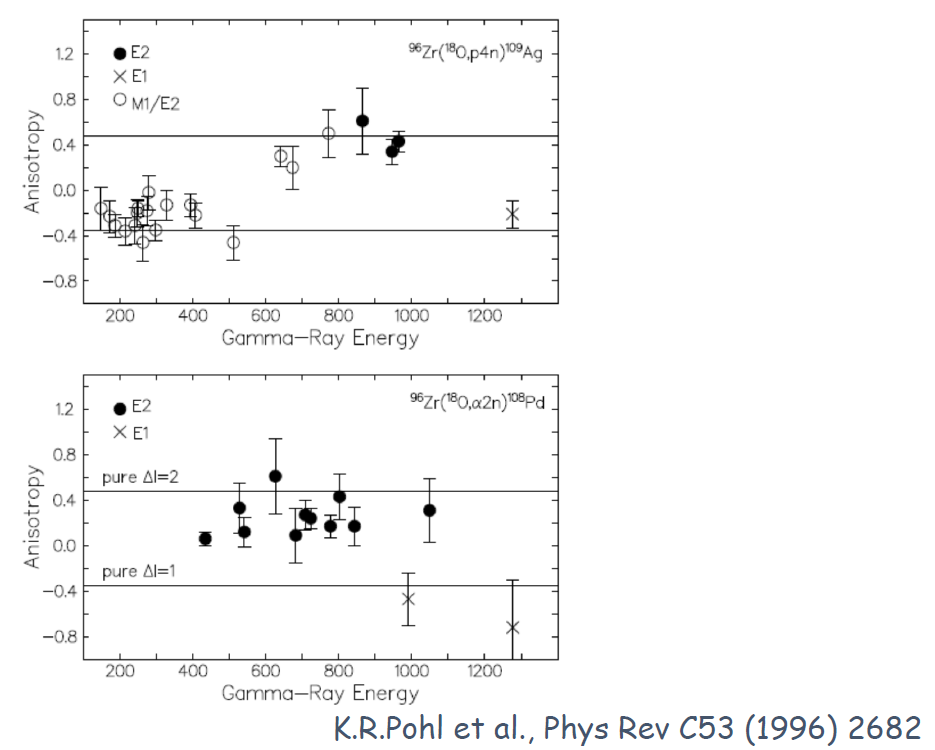 ⁹⁶Zr(¹⁸O,p4n)¹⁰⁹Ag
E2
E1
M1/E2
1.2
0.8
0.4
0.0
−0.4
−0.8
Anisotropy
200 400 600 800 1000 1200
Gamma−Ray Energy
⁹⁶Zr(¹⁸O,α2n)¹⁰⁸Pd
E2
E1
pure ΔI=2
pure ΔI=1
1.2
0.8
0.4
0.0
−0.4
−0.8
Anisotropy
200 400 600 800 1000 1200
Gamma−Ray Energy
K.R.Pohl et al., Phys Rev C53 (1996) 2682